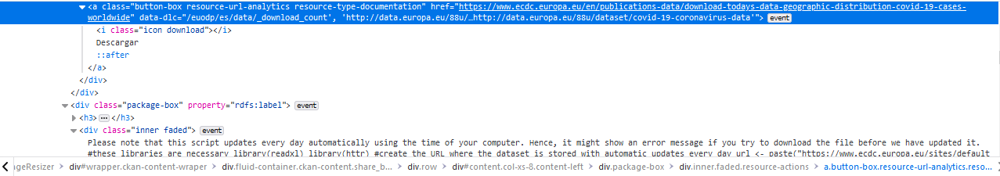 <a class="button-box resource-url-analytics resource-type-documentation" href="https://www.ecdc.europa.eu/en/publications-data/download-todays-data-geographic-distribution-covid-19-cases-
worldwide" data-dlc="/euodp/es/data/_download_count', 'http://data.europa.eu/88u/_http://data.europa.eu/88u/dataset/covid-19-coronavirus-data'"> event
<i class="icon download"></i>
Descargar
::after
</a>
</div>
</div>
<div class="package-box" property="rdfs:label"> event
<h3> ••• </h3>
<div class="inner faded"> event
Please note that this script updates every day automatically using the time of your computer. Hence, it might show an error message if you try to download the file before we have updated it.
#these libraries are necessary library(readxl) library(httr) #create the URL where the dataset is stored with automatic updates every day url <- paste("https://www.ecdc.europa.eu/sites/default
ageResizer > div#wrapper.ckan-content-wraper > div.fluid-container.ckan-content.share_b… > div.row > div#content.col-xs-8.content-left > div.package-box > div.inner.faded.resource-actions > a.button-box.resource-url-analytics.reso…